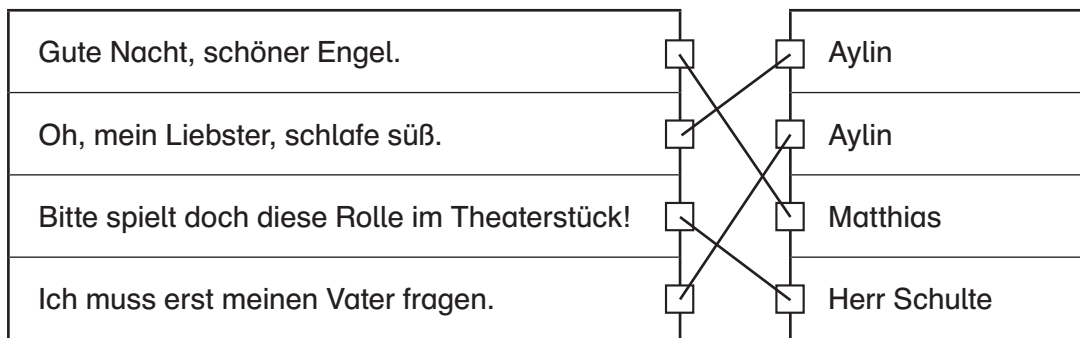 Gute Nacht, schöner Engel.
Aylin
Oh, mein Liebster, schlafe süß.
Aylin
Bitte spielt doch diese Rolle im Theaterstück!
Matthias
Ich muss erst meinen Vater fragen.
Herr Schulte